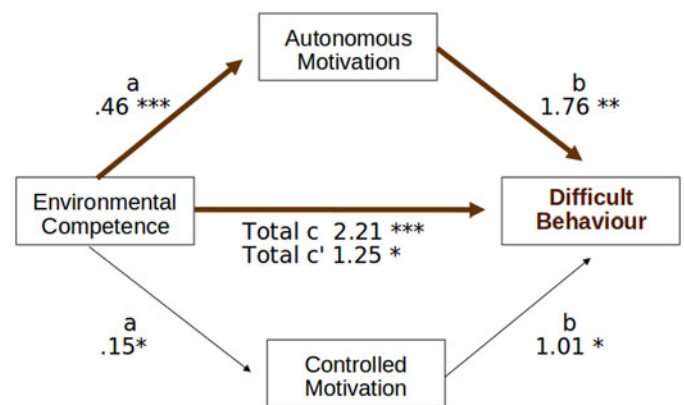 Autonomous
Motivation
a
.46 ***
b
1.76 **
Environmental
Competence
Difficult
Behaviour
Total c  2.21 ***
Total c' 1.25 *
a
.15*
b
1.01 *
Controlled
Motivation